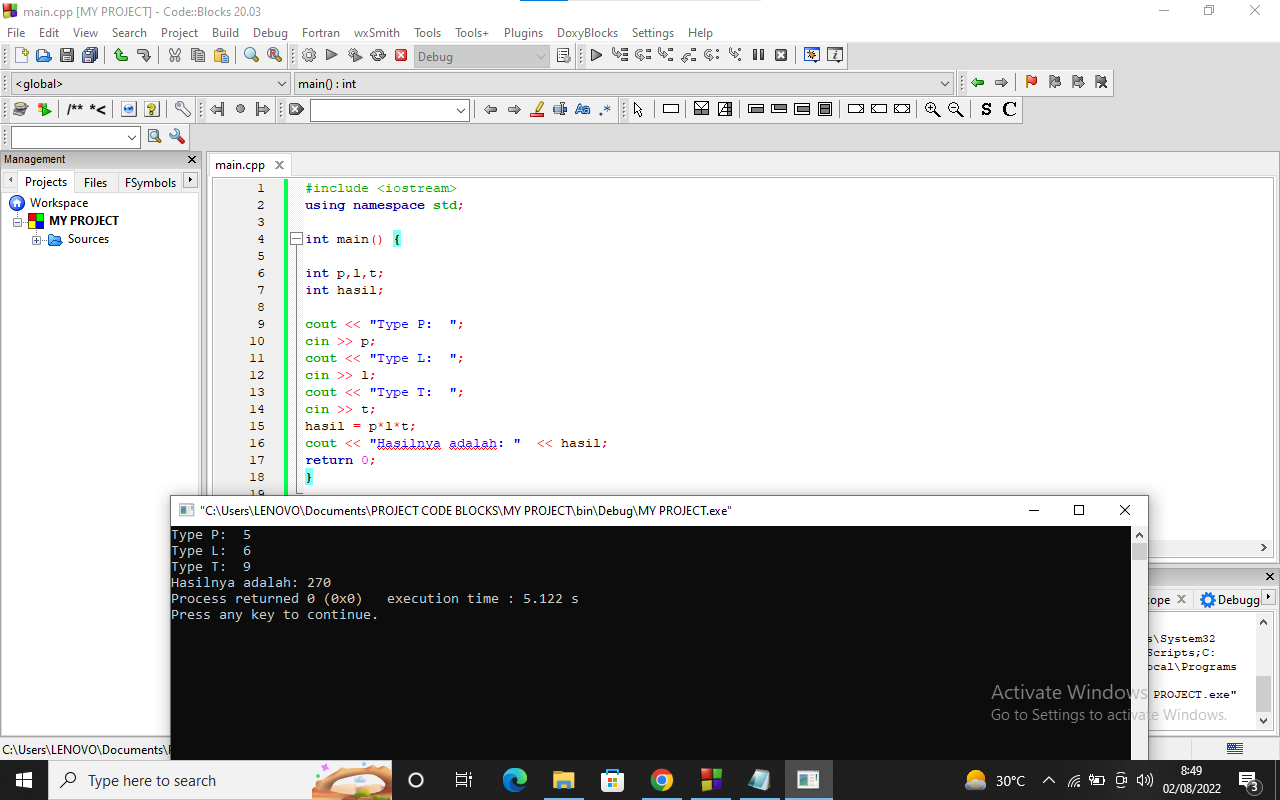 main.cpp [MY PROJECT] - Code::Blocks 20.03
File Edit View Search Project Build Debug Fortran wxSmith Tools Tools+ Plugins DoxyBlocks Settings Help
Debug
<global>
main() : int
/** *<
Aa .*
S C
Management
main.cpp
Projects Files FSymbols
Workspace
MY PROJECT
Sources
1 #include <iostream>
2 using namespace std;
3
4 int main() {
5
6 int p,l,t;
7 int hasil;
8
9 cout << "Type P:  ";
10 cin >> p;
11 cout << "Type L:  ";
12 cin >> l;
13 cout << "Type T:  ";
14 cin >> t;
15 hasil = p*l*t;
16 cout << "Hasilnya adalah: "  << hasil;
17 return 0;
18 }
19
"C:\Users\LENOVO\Documents\PROJECT CODE BLOCKS\MY PROJECT\bin\Debug\MY PROJECT.exe"
Type P:  5
Type L:  6
Type T:  9
Hasilnya adalah: 270
Process returned 0 (0x0)   execution time : 5.122 s
Press any key to continue.
ope Debugg
s\System32
Scripts;C:
ocal\Programs
PROJECT.exe"
Activate Windows
Go to Settings to activate Windows.
C:\Users\LENOVO\Documents\
Type here to search
30°C
8:49
02/08/2022
3